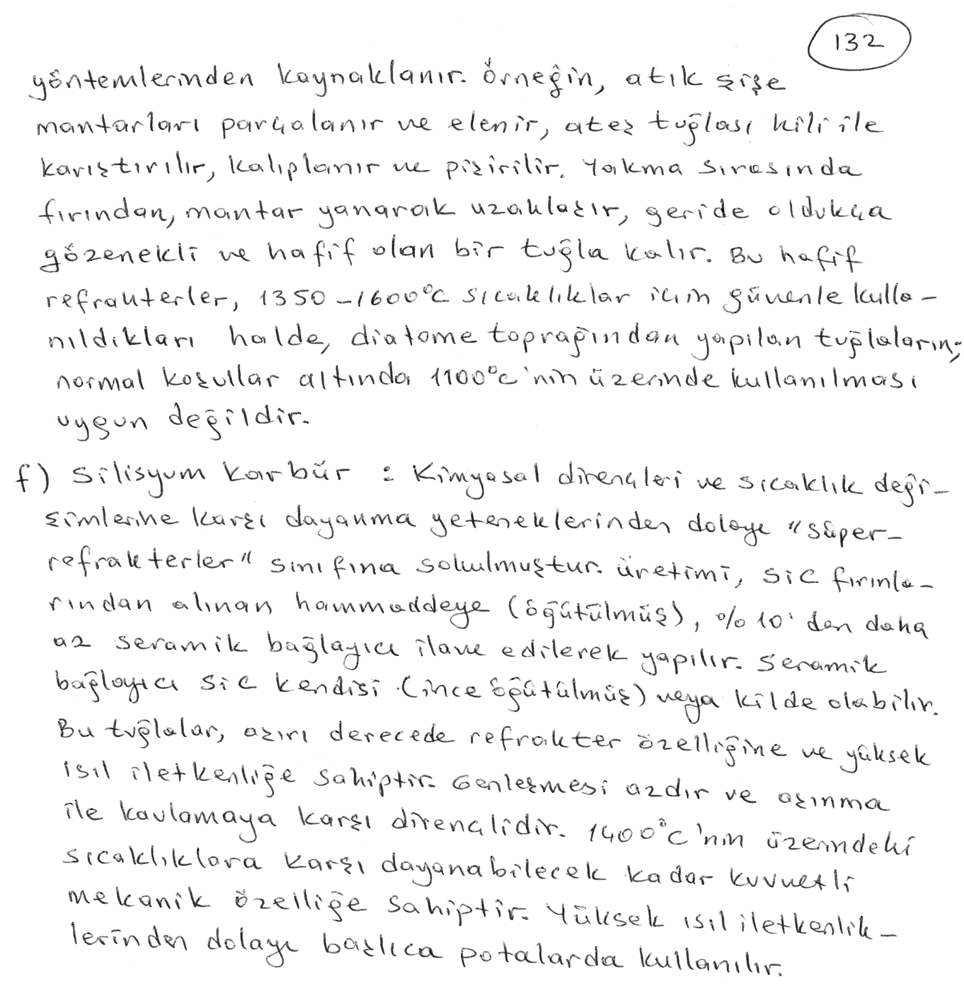 132
yöntemlerinden kaynaklanır. Örneğin, atık şişe
mantarları parçalanır ve elenir, ateş tuğlası kili ile
karıştırılır, kalıplanır ve pişirilir. Yakma sırasında
fırından, mantar yanarak uzaklaşır, geride oldukça
gözenekli ve hafif olan bir tuğla kalır. Bu hafif
refrakterler, 1350-1600°C sıcaklıklar için güvenle kulla-
nıldıkları halde, diatome toprağından yapılan tuğlaların;
normal koşullar altında 1100°C'nin üzerinde kullanılması
uygun değildir.
f) Silisyum karbür : Kimyasal dirençleri ve sıcaklık deği-
şimlerine karşı dayanma yeteneklerinden dolayı "süper-
refrakterler" sınıfına sokulmuştur. Üretimi, SiC fırınla-
rından alınan hammaddeye (öğütülmüş), %10'dan daha
az seramik bağlayıcı ilave edilerek yapılır. Seramik
bağlayıcı SiC kendisi (ince öğütülmüş) veya kilde olabilir.
Bu tuğlalar, aşırı derecede refrakter özelliğine ve yüksek
ısıl iletkenliğe sahiptir. Genleşmesi azdır ve aşınma
ile kavlamaya karşı dirençlidir. 1400°C'nin üzerindeki
sıcaklıklara karşı dayanabilecek kadar kuvvetli
mekanik özelliğe sahiptir. Yüksek ısıl iletkenlik-
lerinden dolayı başlıca potalarda kullanılır.